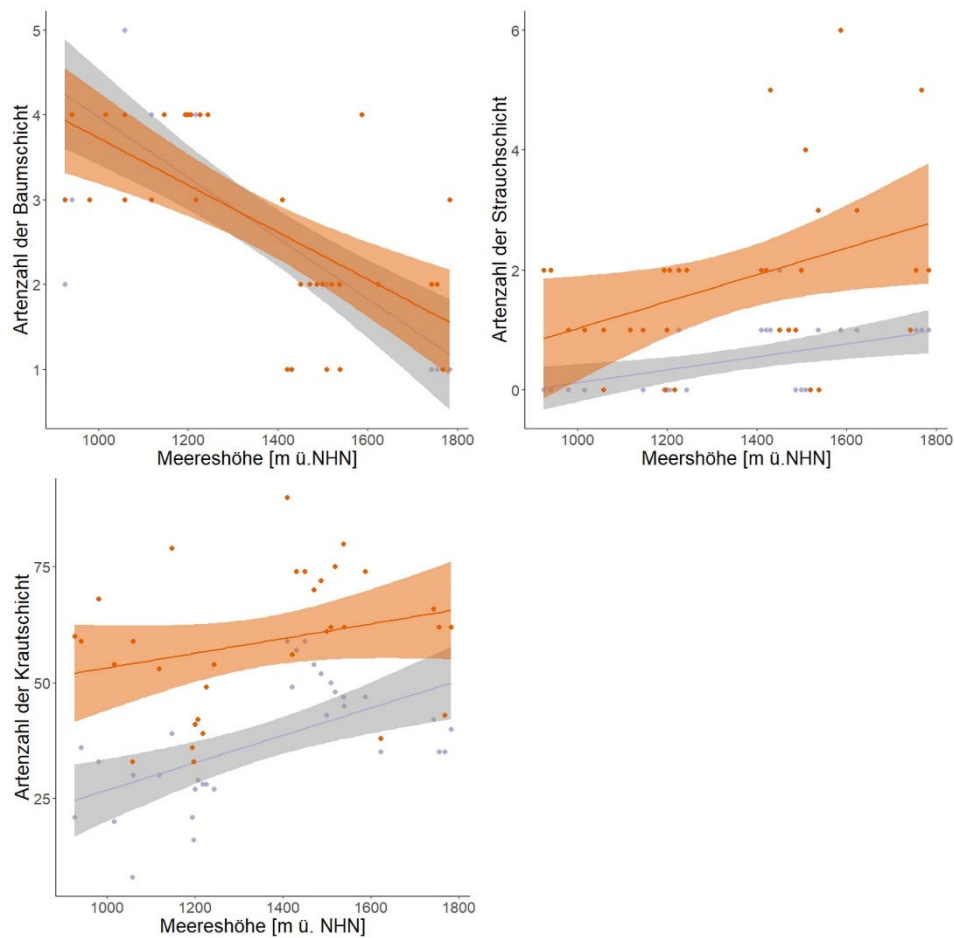 Artenzahl der Baumschicht
5
4
3
2
1
1000 1200 1400 1600 1800
Meereshöhe [m ü.NHN]
Artenzahl der Strauchschicht
6
4
2
0
1000 1200 1400 1600 1800
Meershöhe [m ü.NHN]
Artenzahl der Krautschicht
75
50
25
1000 1200 1400 1600 1800
Meereshöhe [m ü. NHN]